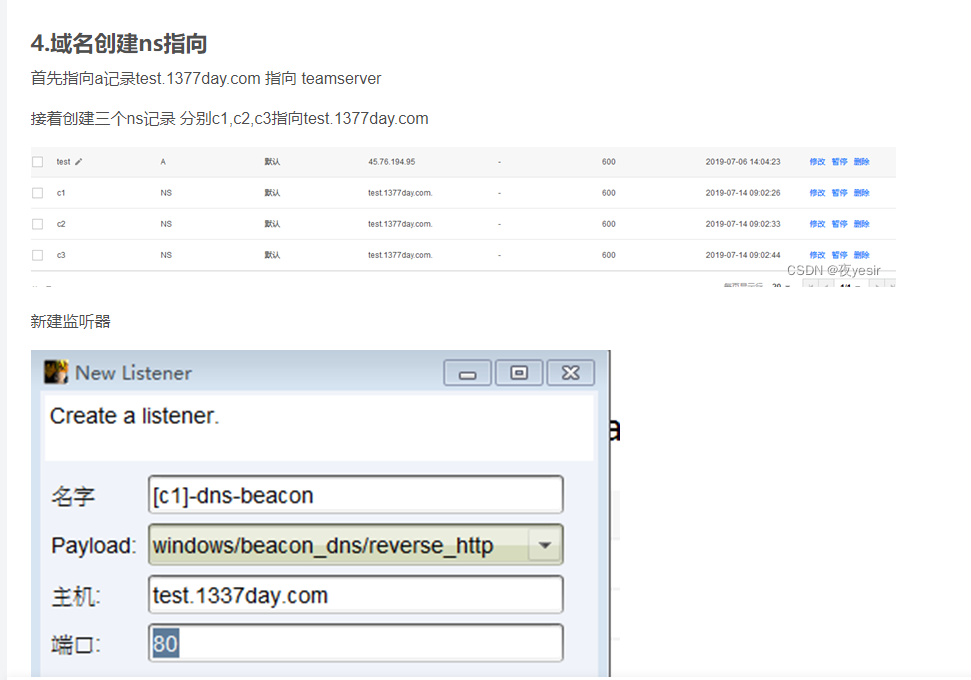 4.域名创建ns指向
首先指向a记录test.1377day.com 指向 teamserver
接着创建三个ns记录 分别c1,c2,c3指向test.1377day.com
test A 默认 45.76.194.95 - 600 2019-07-06 14:04:23 修改 暂停 删除
c1 NS 默认 test.1377day.com. - 600 2019-07-14 09:02:26 修改 暂停 删除
c2 NS 默认 test.1377day.com. - 600 2019-07-14 09:02:33 修改 暂停 删除
c3 NS 默认 test.1377day.com. - 600 2019-07-14 09:02:44 修改 暂停 删除
CSDN @夜yesir
新建监听器
New Listener
Create a listener.
名字 [c1]-dns-beacon
Payload: windows/beacon_dns/reverse_http
主机: test.1337day.com
端口: 80